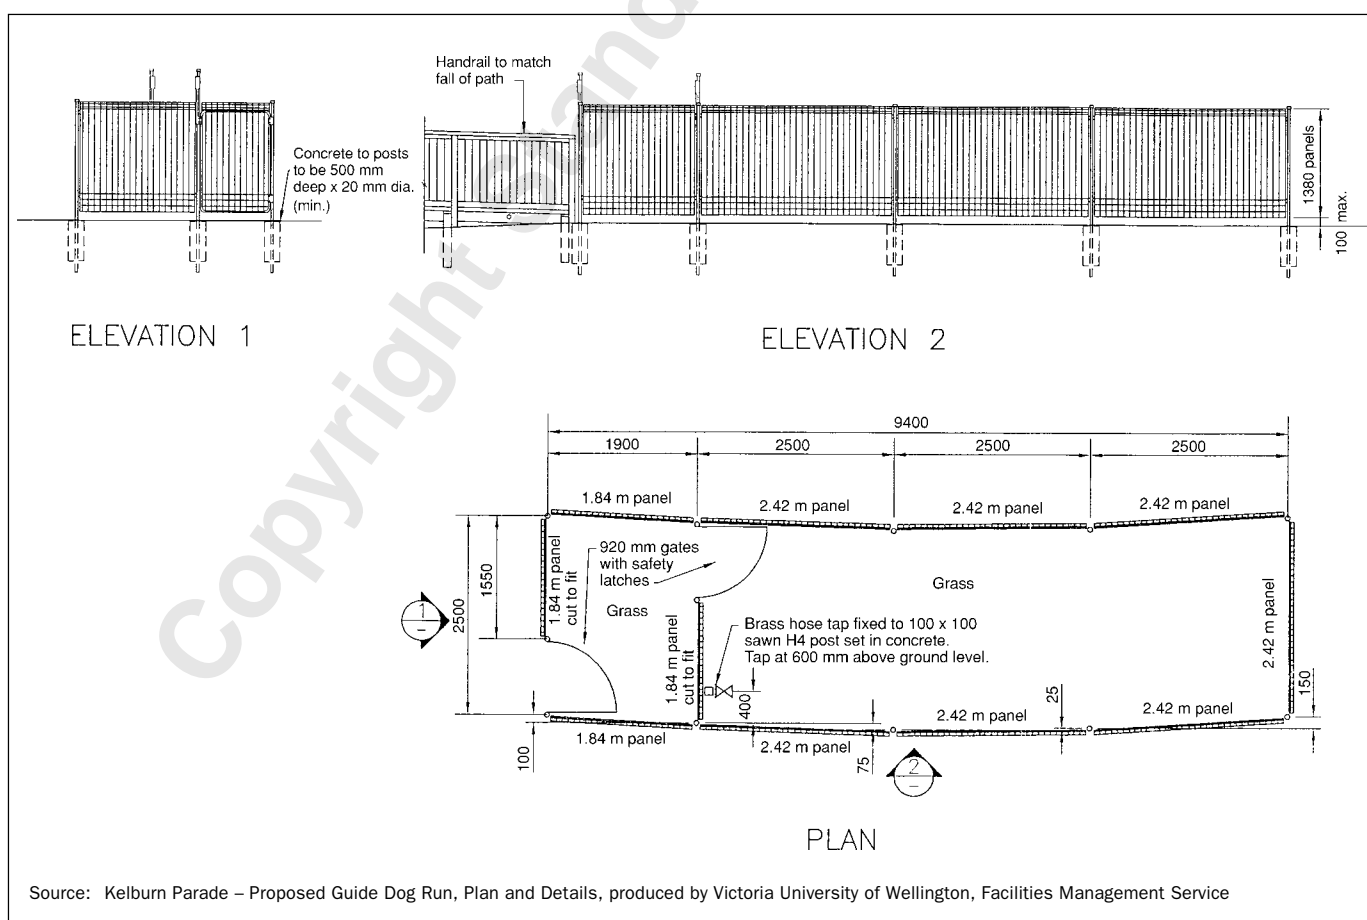 Handrail to match
fall of path
Concrete to posts
to be 500 mm
deep x 20 mm dia.
(min.)
1380 panels
100 max.
ELEVATION 1
ELEVATION 2
9400
1900
2500
2500
2500
1.84 m panel
2.42 m panel
2.42 m panel
2.42 m panel
920 mm gates
with safety
latches
Grass
Grass
1.84 m panel
cut to fit
1550
2500
1
Brass hose tap fixed to 100 x 100
sawn H4 post set in concrete.
Tap at 600 mm above ground level.
1.84 m panel
cut to fit
400
2.42 m panel
150
25
2.42 m panel
2.42 m panel
1.84 m panel
2.42 m panel
100
75
2
PLAN
Source: Kelburn Parade – Proposed Guide Dog Run, Plan and Details, produced by Victoria University of Wellington, Facilities Management Service
Copyright Stand